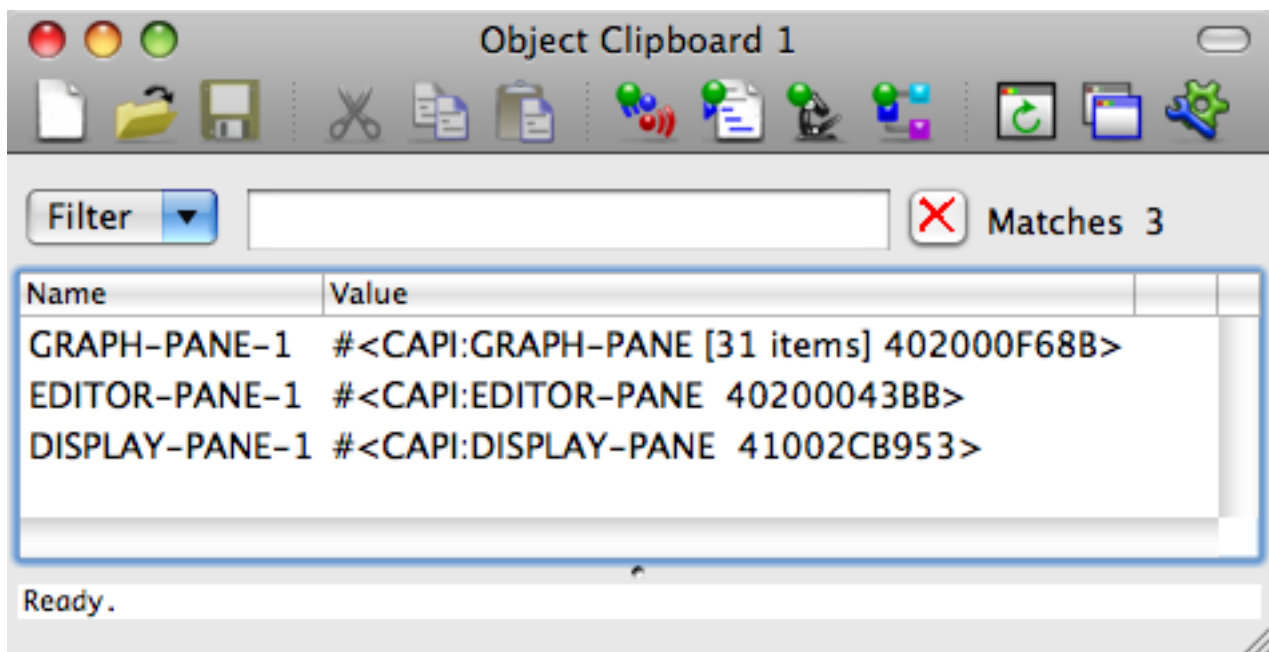 Object Clipboard 1
Filter Matches 3
Name Value
GRAPH-PANE-1 #<CAPI:GRAPH-PANE [31 items] 402000F68B>
EDITOR-PANE-1 #<CAPI:EDITOR-PANE  40200043BB>
DISPLAY-PANE-1 #<CAPI:DISPLAY-PANE  41002CB953>
Ready.